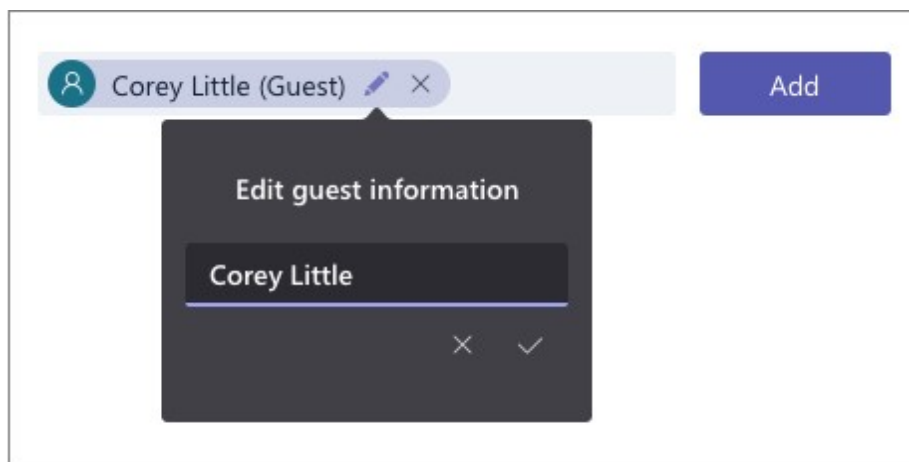 Corey Little (Guest)
Add
Edit guest information
Corey Little